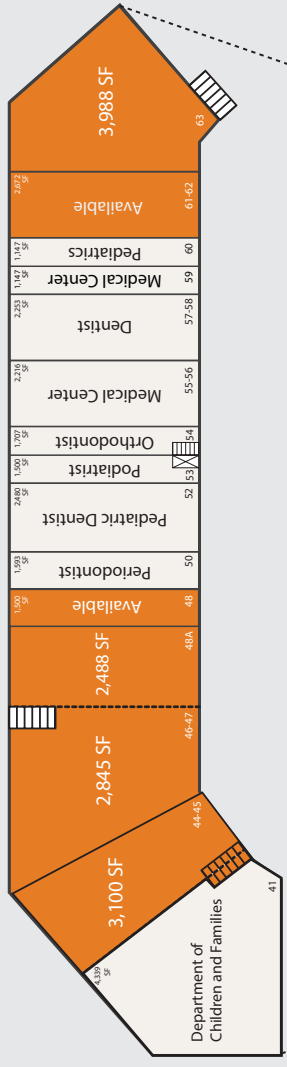 3,988 SF
63
2,672
SF
Available
61-62
1,147
SF
Pediatrics
60
1,147
SF
Medical Center
59
2,253
SF
Dentist
57-58
2,216
SF
Medical Center
55-56
1,707
SF
Orthodontist
54
1,500
SF
Podiatrist
53
2,480
SF
Pediatric Dentist
52
1,593
SF
Periodontist
50
1,500
SF
Available
48
2,488 SF
48A
2,845 SF
46-47
3,100 SF
44-45
4,339
SF
Department of
Children and Families
41